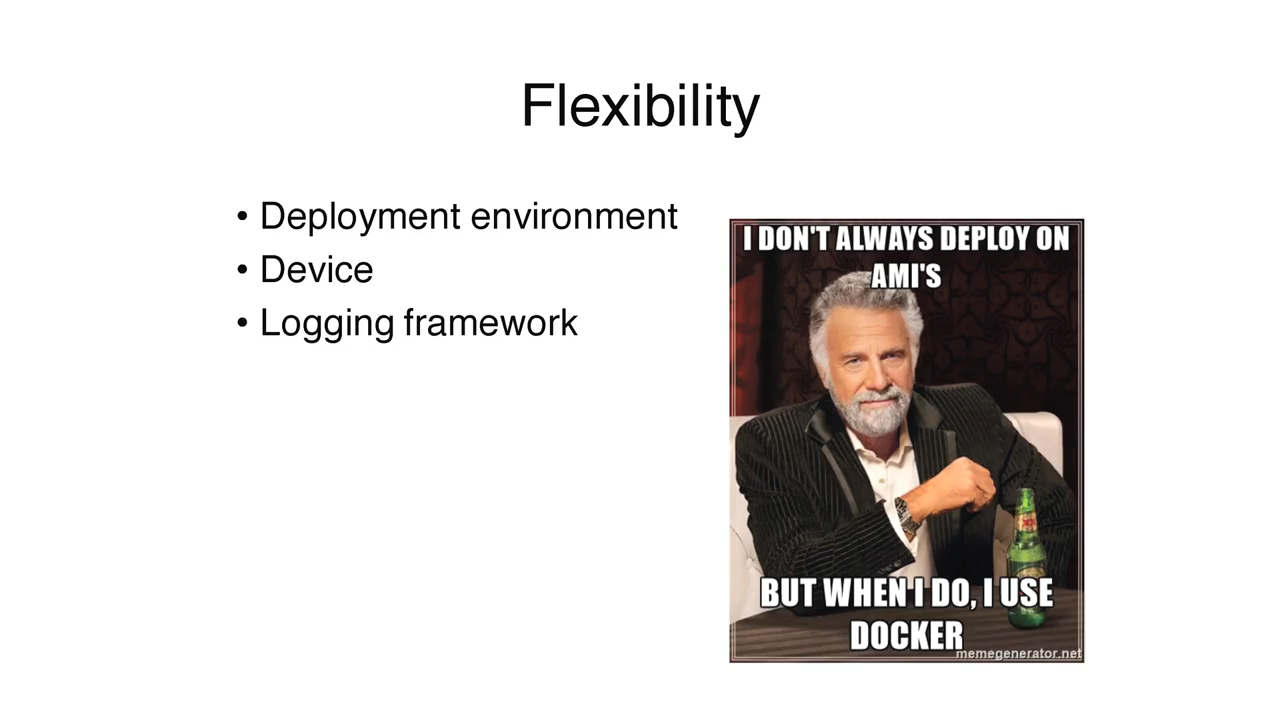 Flexibility
• Deployment environment
• Device
• Logging framework
I DON'T ALWAYS DEPLOY ON
AMI'S
BUT WHEN I DO, I USE
DOCKER
memegenerator.net